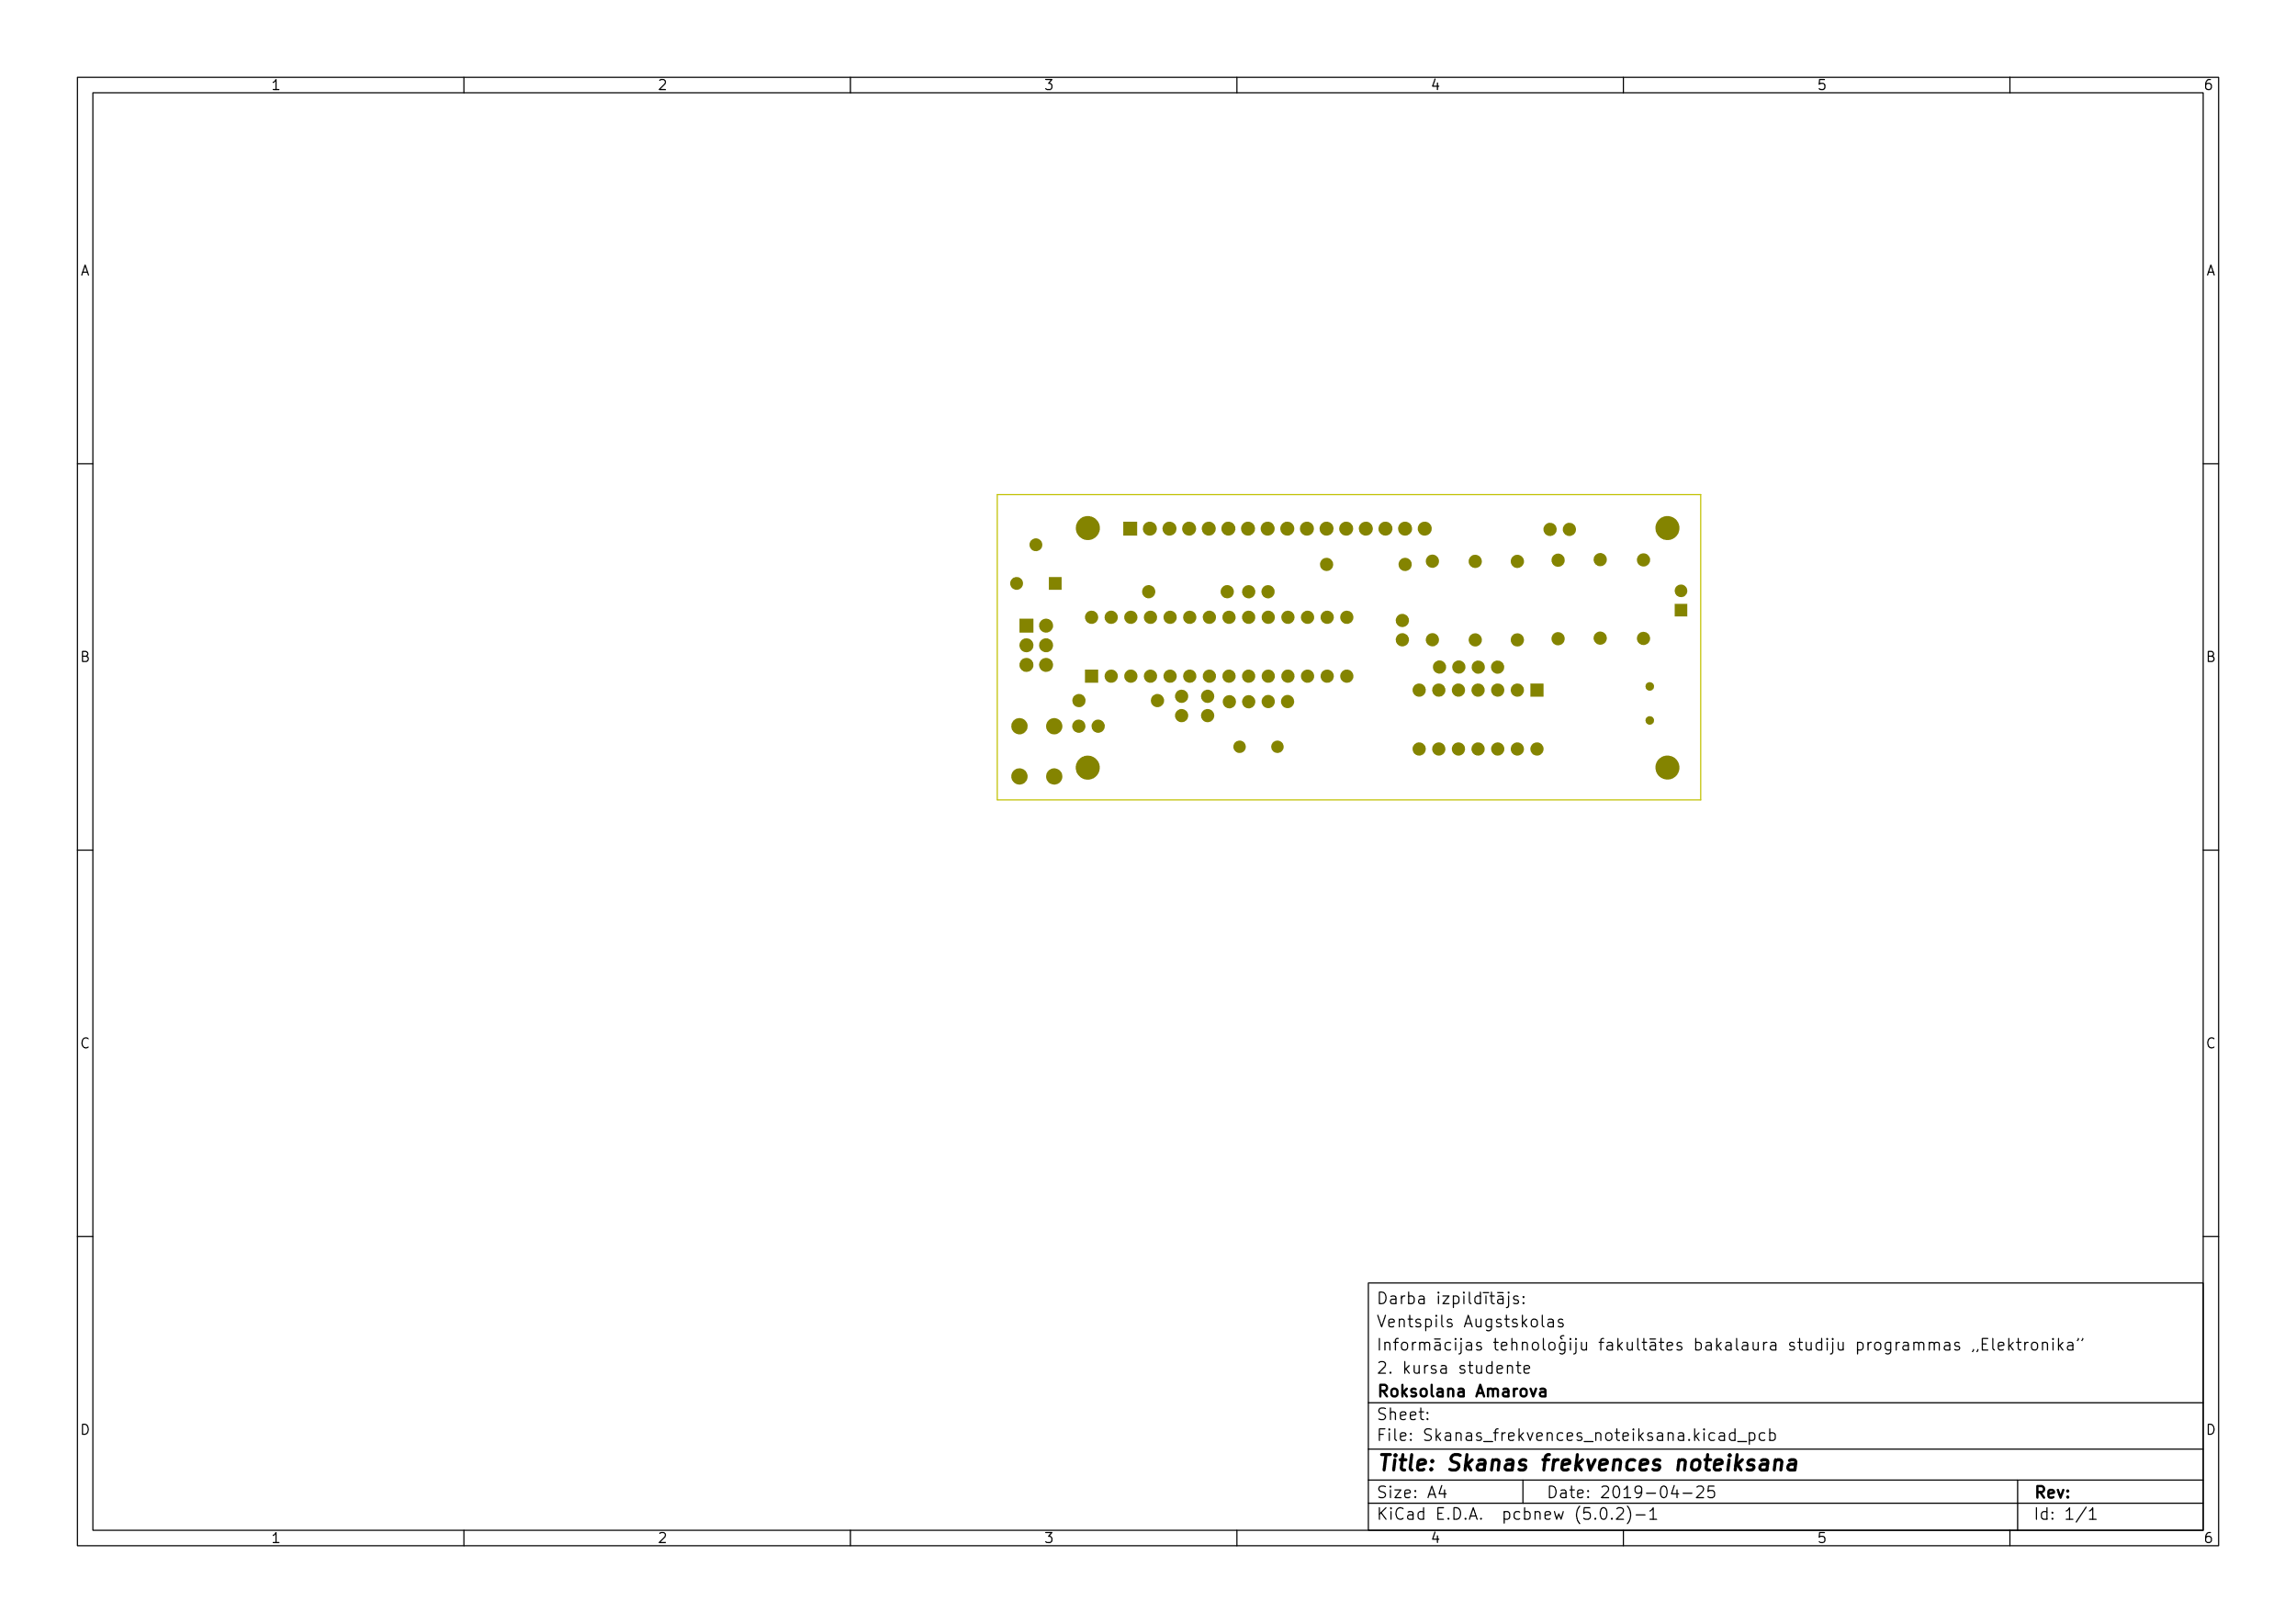 1 2 3 4 5 6
A A
B B
C C
D D
Darba izpildītājs:
Ventspils Augstskolas
Informācijas tehnoloģiju fakultātes bakalaura studiju programmas ,,Elektronika''
2. kursa studente
Roksolana Amarova
Sheet:
File: Skanas_frekvences_noteiksana.kicad_pcb
Title: Skanas frekvences noteiksana
Size: A4 Date: 2019-04-25 Rev:
KiCad E.D.A. pcbnew (5.0.2)-1 Id: 1/1
1 2 3 4 5 6